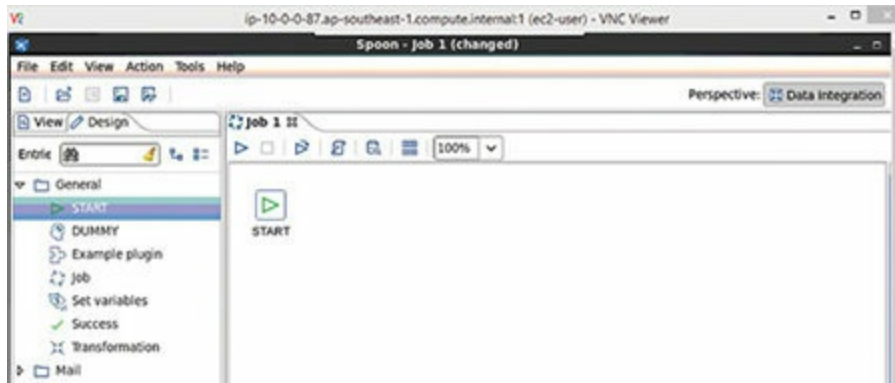 V2 ip-10-0-0-87.ap-southeast-1.compute.internal:1 (ec2-user) - VNC Viewer
Spoon - Job 1 (changed)
File Edit View Action Tools Help
Perspective: Data Integration
View Design
Job 1
Entrie
100%
General
START
DUMMY
Example plugin
Job
Set variables
Success
Transformation
Mail
START